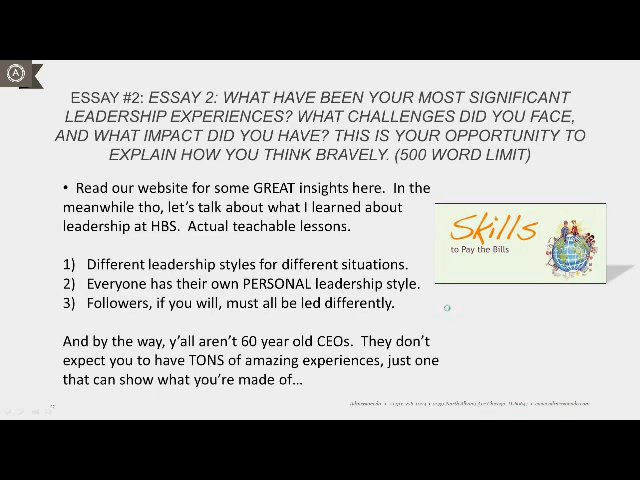 A
ESSAY #2: ESSAY 2: WHAT HAVE BEEN YOUR MOST SIGNIFICANT
LEADERSHIP EXPERIENCES? WHAT CHALLENGES DID YOU FACE,
AND WHAT IMPACT DID YOU HAVE? THIS IS YOUR OPPORTUNITY TO
EXPLAIN HOW YOU THINK BRAVELY. (500 WORD LIMIT)
• Read our website for some GREAT insights here. In the
meanwhile tho, let's talk about what I learned about
leadership at HBS. Actual teachable lessons.
1) Different leadership styles for different situations.
2) Everyone has their own PERSONAL leadership style.
3) Followers, if you will, must all be led differently.
And by the way, y'all aren't 60 year old CEOs. They don't
expect you to have TONS of amazing experiences, just one
that can show what you're made of…
Skills
to Pay the Bills